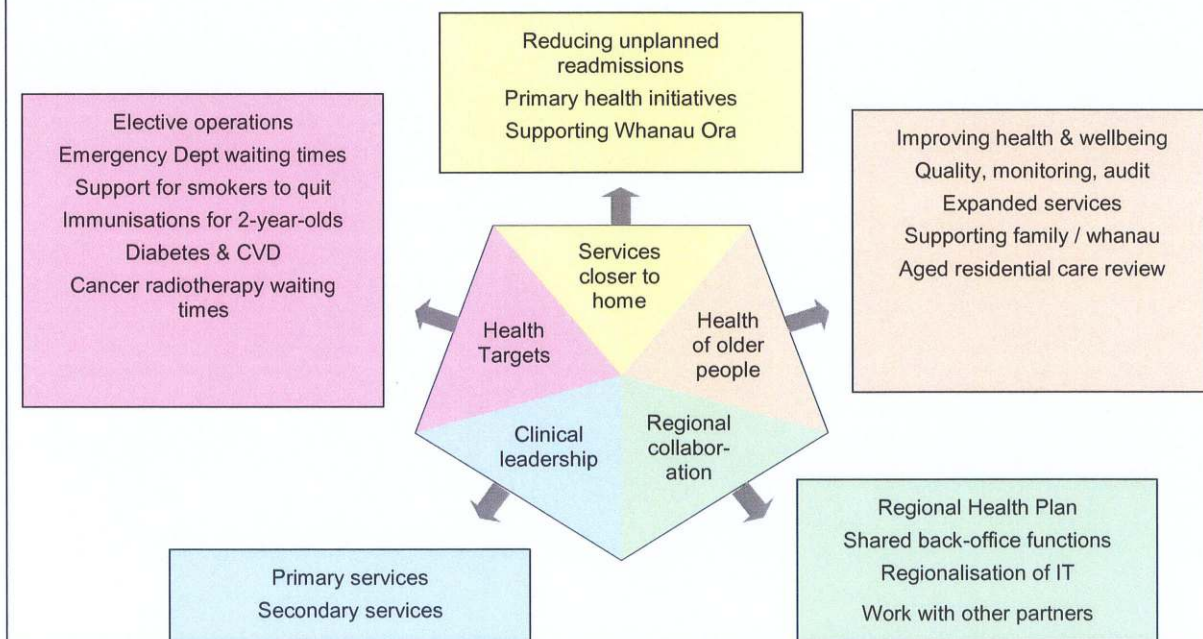 Reducing unplanned
readmissions
Primary health initiatives
Supporting Whanau Ora
Elective operations
Emergency Dept waiting times
Support for smokers to quit
Immunisations for 2-year-olds
Diabetes & CVD
Cancer radiotherapy waiting
times
Improving health & wellbeing
Quality, monitoring, audit
Expanded services
Supporting family / whanau
Aged residential care review
Services
closer to
home
Health
Targets
Health
of older
people
Clinical
leadership
Regional
collabor-
ation
Primary services
Secondary services
Regional Health Plan
Shared back-office functions
Regionalisation of IT
Work with other partners